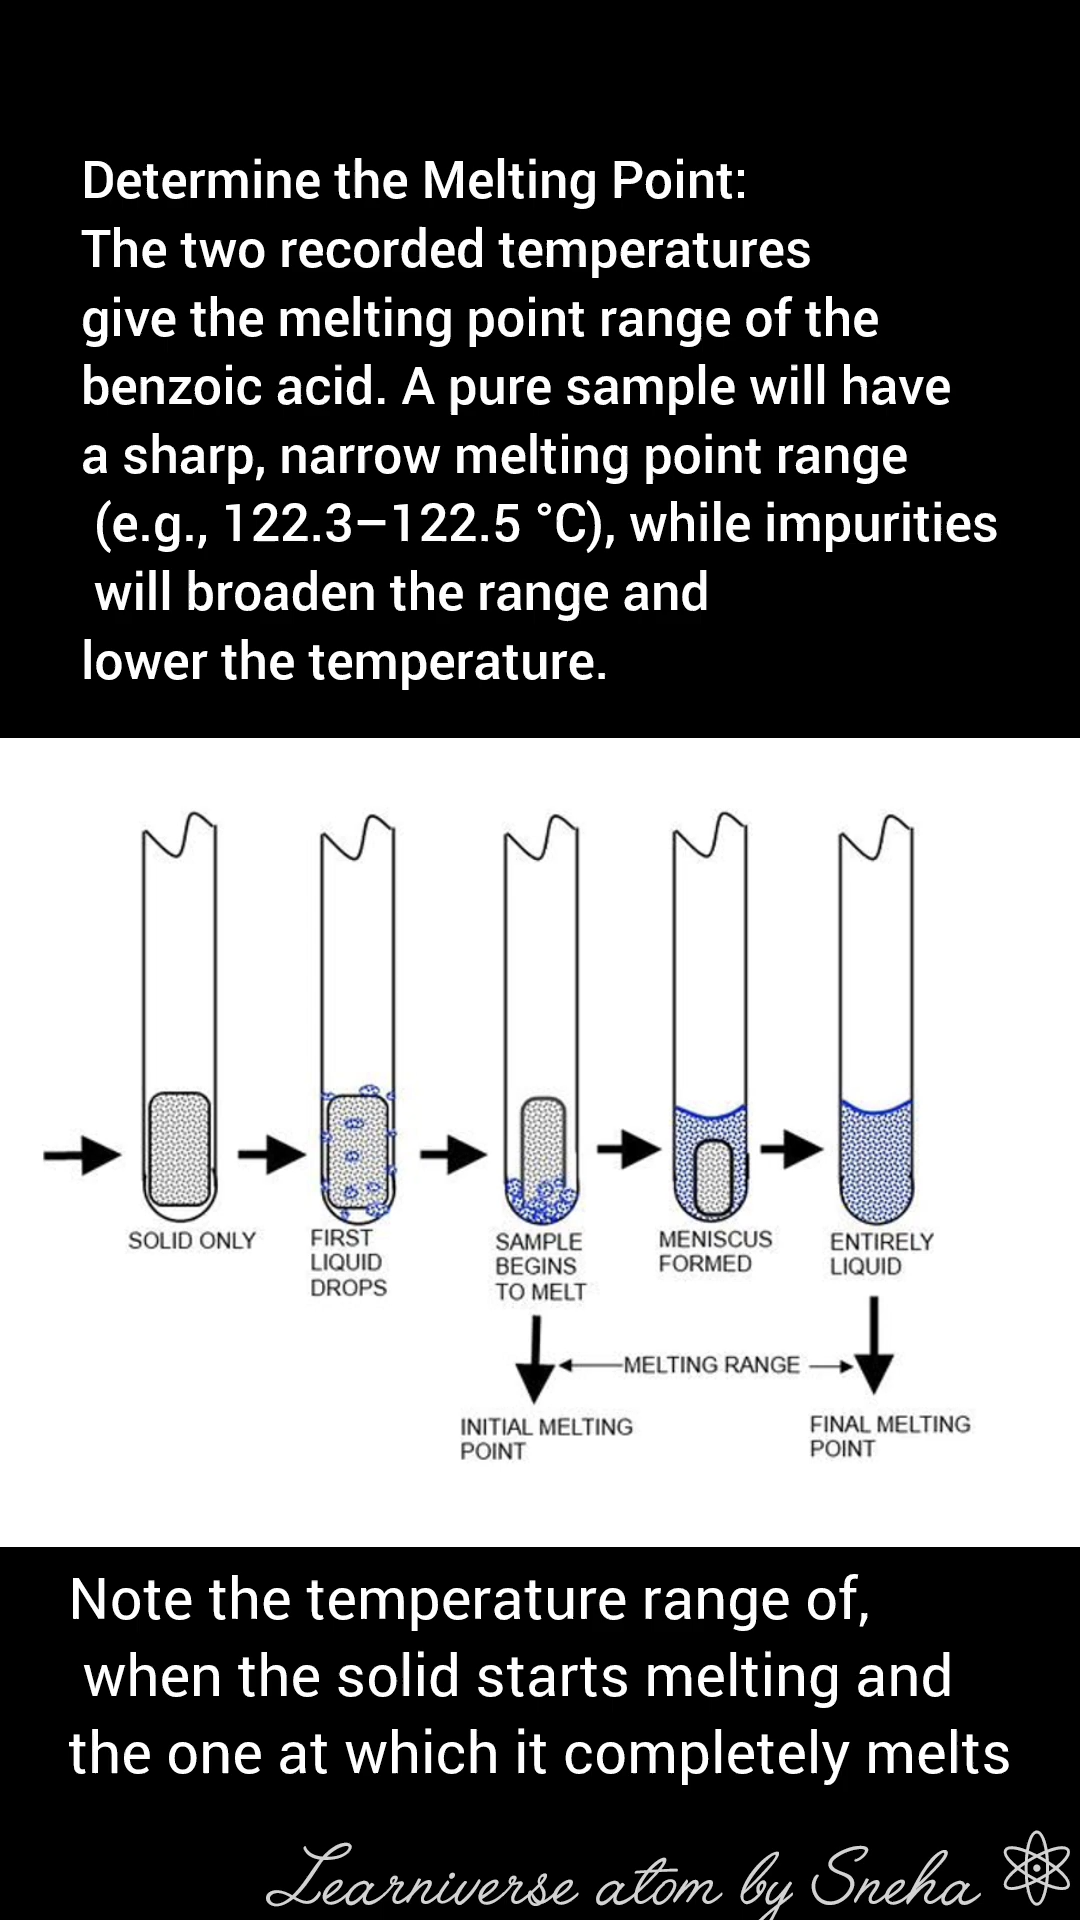 Determine the Melting Point:
The two recorded temperatures
give the melting point range of the
benzoic acid. A pure sample will have
a sharp, narrow melting point range
(e.g., 122.3–122.5 °C), while impurities
will broaden the range and
lower the temperature.
SOLID ONLY
FIRST
LIQUID
DROPS
SAMPLE
BEGINS
TO MELT
MENISCUS
FORMED
ENTIRELY
LIQUID
MELTING RANGE
INITIAL MELTING
POINT
FINAL MELTING
POINT
Note the temperature range of,
when the solid starts melting and
the one at which it completely melts
Learniverse atom by Sneha